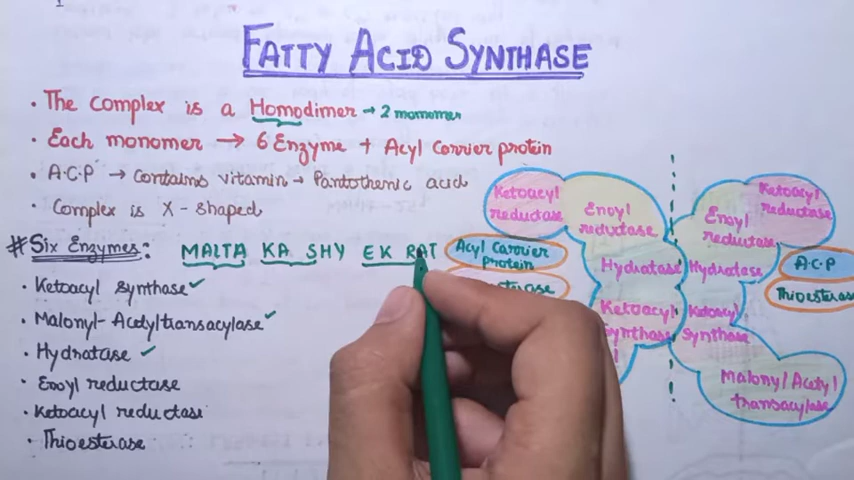 FATTY ACID SYNTHASE
• The Complex is a Homodimer → 2 monomer
• Each monomer → 6 Enzyme + Acyl Carrier protein
• A.C.P → Contains vitamin → Pantothenic acid
• Complex is X - Shaped
# Six Enzymes: MALTA KA SHY EK RAT
• Ketoacyl Synthase ✓
• Malonyl-Acetyltransacylase ✓
• Hydratase ✓
• Enoyl reductase
• Ketoacyl reductase
• Thioesterase
Ketoacyl
reductase
Enoyl
reductase
Acyl Carrier
protein
Hydratase
Ketoacyl
Synthase
Ketoacyl
reductase
Enoyl
reductase
Hydratase
A.C.P
Thioesterase
Ketoacyl
Synthase
Malonyl/Acetyl
transacylase